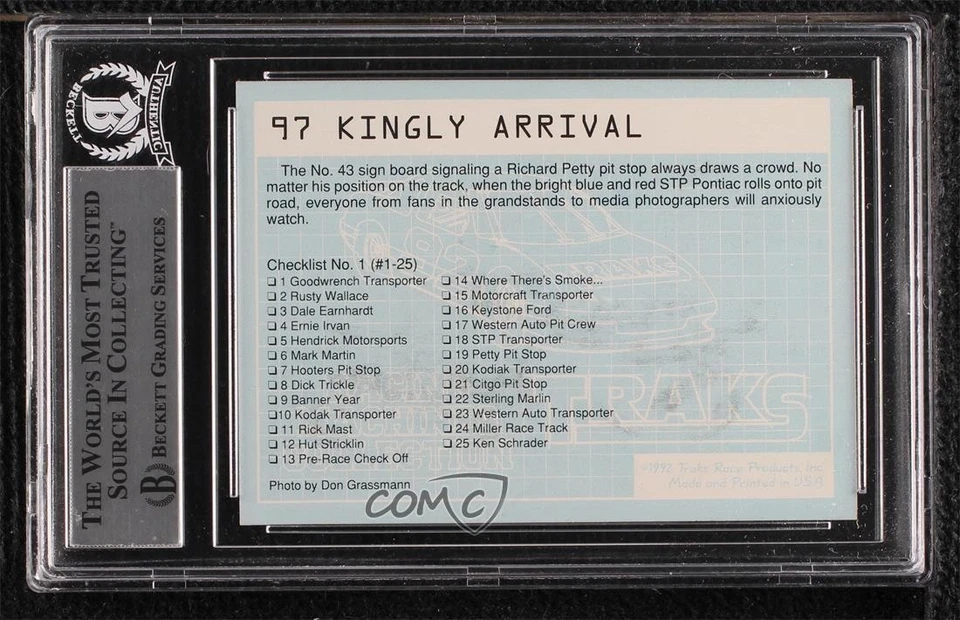 97 KINGLY ARRIVAL
The No. 43 sign board signaling a Richard Petty pit stop always draws a crowd. No
matter his position on the track, when the bright blue and red STP Pontiac rolls onto pit
road, everyone from fans in the grandstands to media photographers will anxiously
watch.
Checklist No. 1 (#1-25)
❏ 1 Goodwrench Transporter
❏ 2 Rusty Wallace
❏ 3 Dale Earnhardt
❏ 4 Ernie Irvan
❏ 5 Hendrick Motorsports
❏ 6 Mark Martin
❏ 7 Hooters Pit Stop
❏ 8 Dick Trickle
❏ 9 Banner Year
❏10 Kodak Transporter
❏ 11 Rick Mast
❏ 12 Hut Stricklin
❏ 13 Pre-Race Check Off
❏ 14 Where There's Smoke...
❏ 15 Motorcraft Transporter
❏ 16 Keystone Ford
❏ 17 Western Auto Pit Crew
❏ 18 STP Transporter
❏ 19 Petty Pit Stop
❏ 20 Kodiak Transporter
❏ 21 Citgo Pit Stop
❏ 22 Sterling Marlin
❏ 23 Western Auto Transporter
❏ 24 Miller Race Track
❏ 25 Ken Schrader
Photo by Don Grassmann
TRAKS
COLLECTION
©1992 Traks Race Products, Inc.
Made and Printed in U.S.A.
COMC
BECKETT
AUTHENTIC
B
THE WORLD'S MOST TRUSTED
SOURCE IN COLLECTING™
B BECKETT GRADING SERVICES